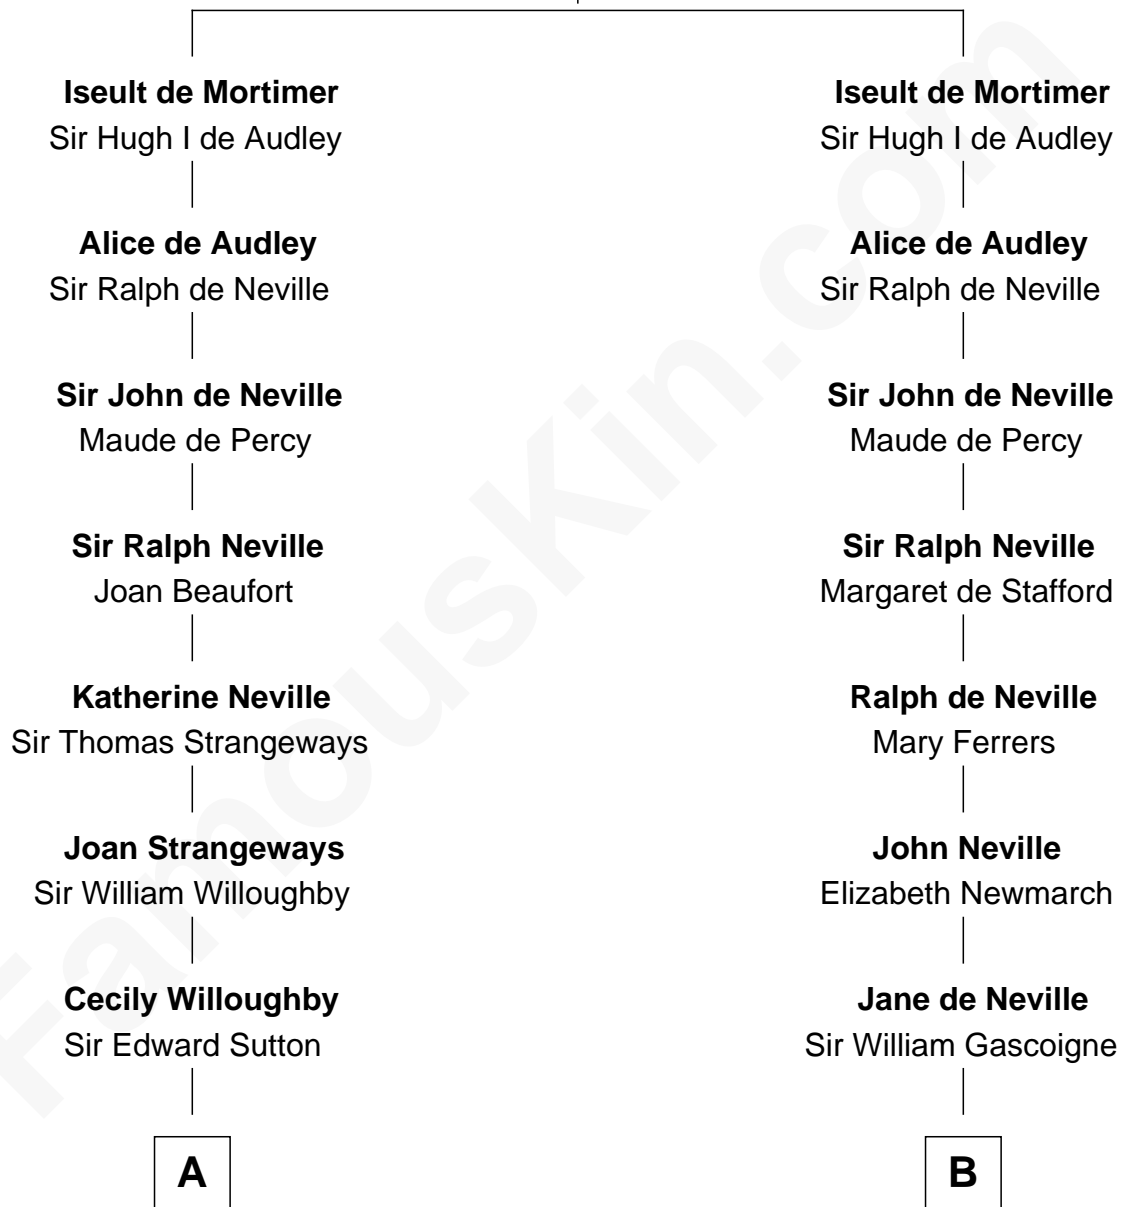 Iseult de Mortimer
Sir Hugh I de Audley
Alice de Audley
Sir Ralph de Neville
Sir John de Neville
Maude de Percy
Sir Ralph Neville
Joan Beaufort
Katherine Neville
Sir Thomas Strangeways
Joan Strangeways
Sir William Willoughby
Cecily Willoughby
Sir Edward Sutton
A
Iseult de Mortimer
Sir Hugh I de Audley
Alice de Audley
Sir Ralph de Neville
Sir John de Neville
Maude de Percy
Sir Ralph Neville
Margaret de Stafford
Ralph de Neville
Mary Ferrers
John Neville
Elizabeth Newmarch
Jane de Neville
Sir William Gascoigne
B
FamousKin.com